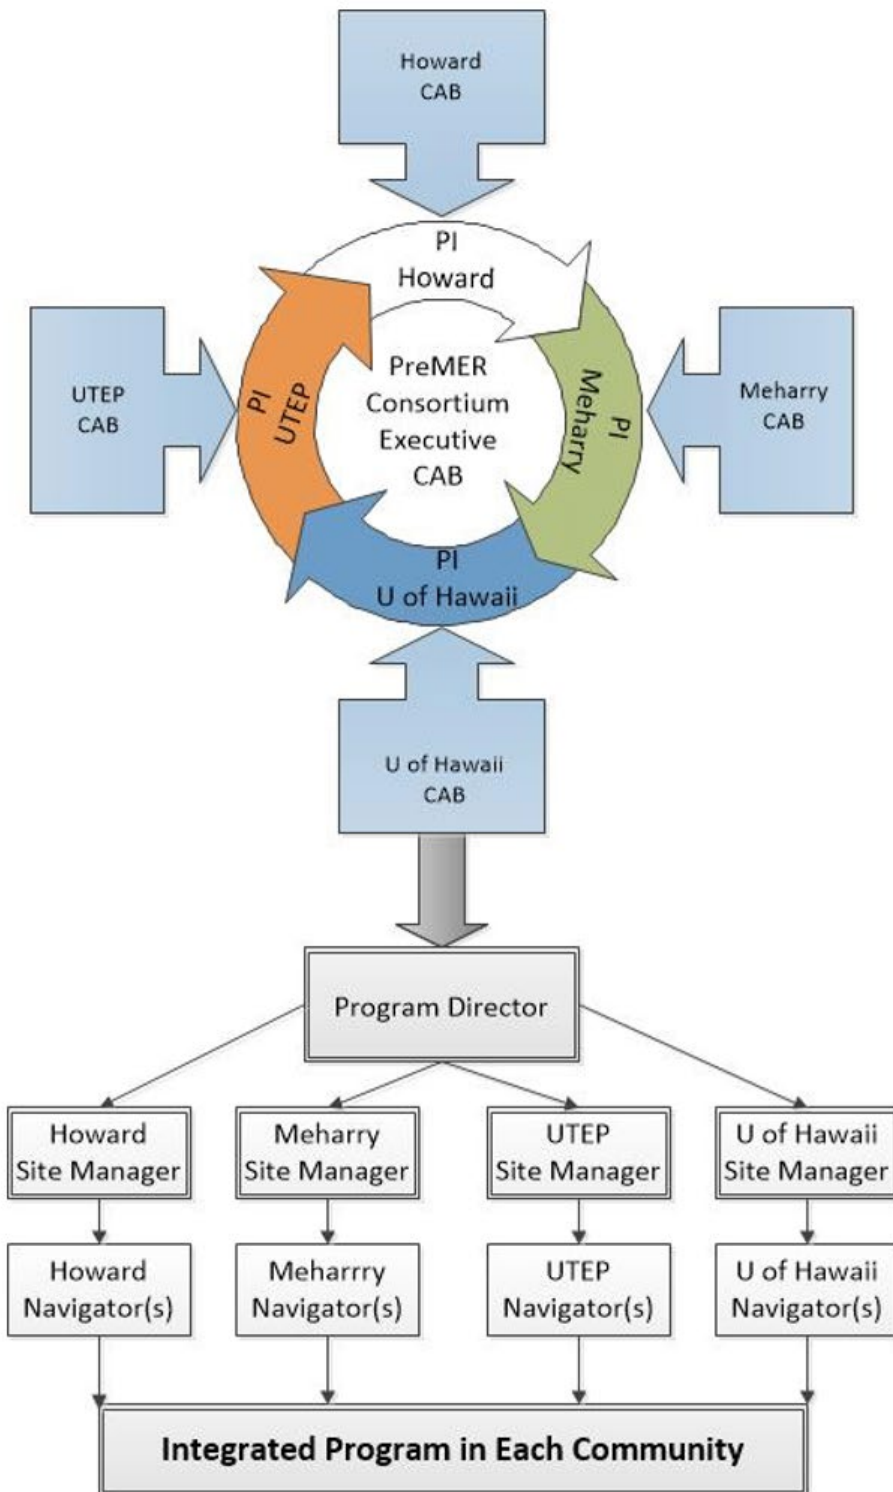 Howard
CAB
PI
Howard
UTEP
CAB
PI
UTEP
PreMER
Consortium
Executive
CAB
PI
Meharry
Meharry
CAB
PI
U of Hawaii
U of Hawaii
CAB
Program Director
Howard
Site Manager
Meharry
Site Manager
UTEP
Site Manager
U of Hawaii
Site Manager
Howard
Navigator(s)
Meharrry
Navigator(s)
UTEP
Navigator(s)
U of Hawaii
Navigator(s)
Integrated Program in Each Community